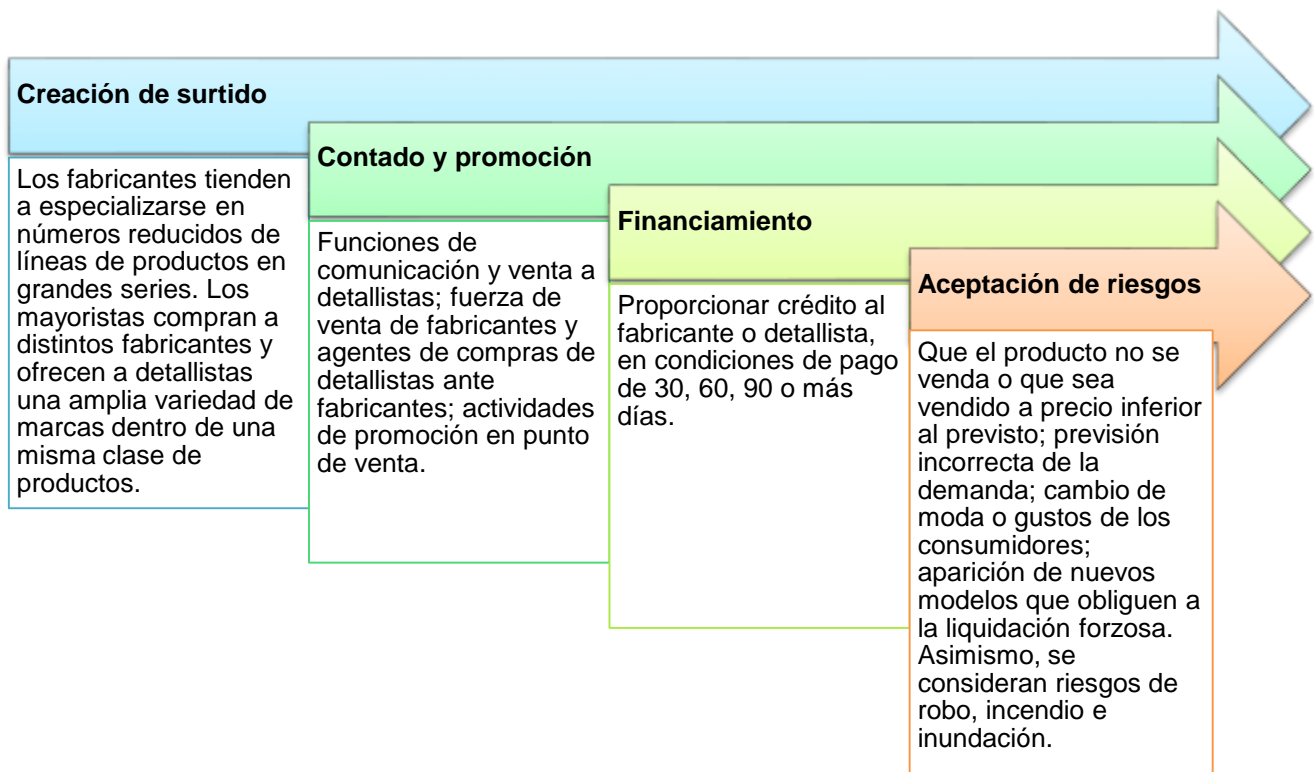 Creación de surtido
Los fabricantes tienden
a especializarse en
números reducidos de
líneas de productos en
grandes series. Los
mayoristas compran a
distintos fabricantes y
ofrecen a detallistas
una amplia variedad de
marcas dentro de una
misma clase de
productos.
Contado y promoción
Funciones de
comunicación y venta a
detallistas; fuerza de
venta de fabricantes y
agentes de compras de
detallistas ante
fabricantes; actividades
de promoción en punto
de venta.
Financiamiento
Proporcionar crédito al
fabricante o detallista,
en condiciones de pago
de 30, 60, 90 o más
días.
Aceptación de riesgos
Que el producto no se
venda o que sea
vendido a precio inferior
al previsto; previsión
incorrecta de la
demanda; cambio de
moda o gustos de los
consumidores;
aparición de nuevos
modelos que obliguen a
la liquidación forzosa.
Asimismo, se
consideran riesgos de
robo, incendio e
inundación.